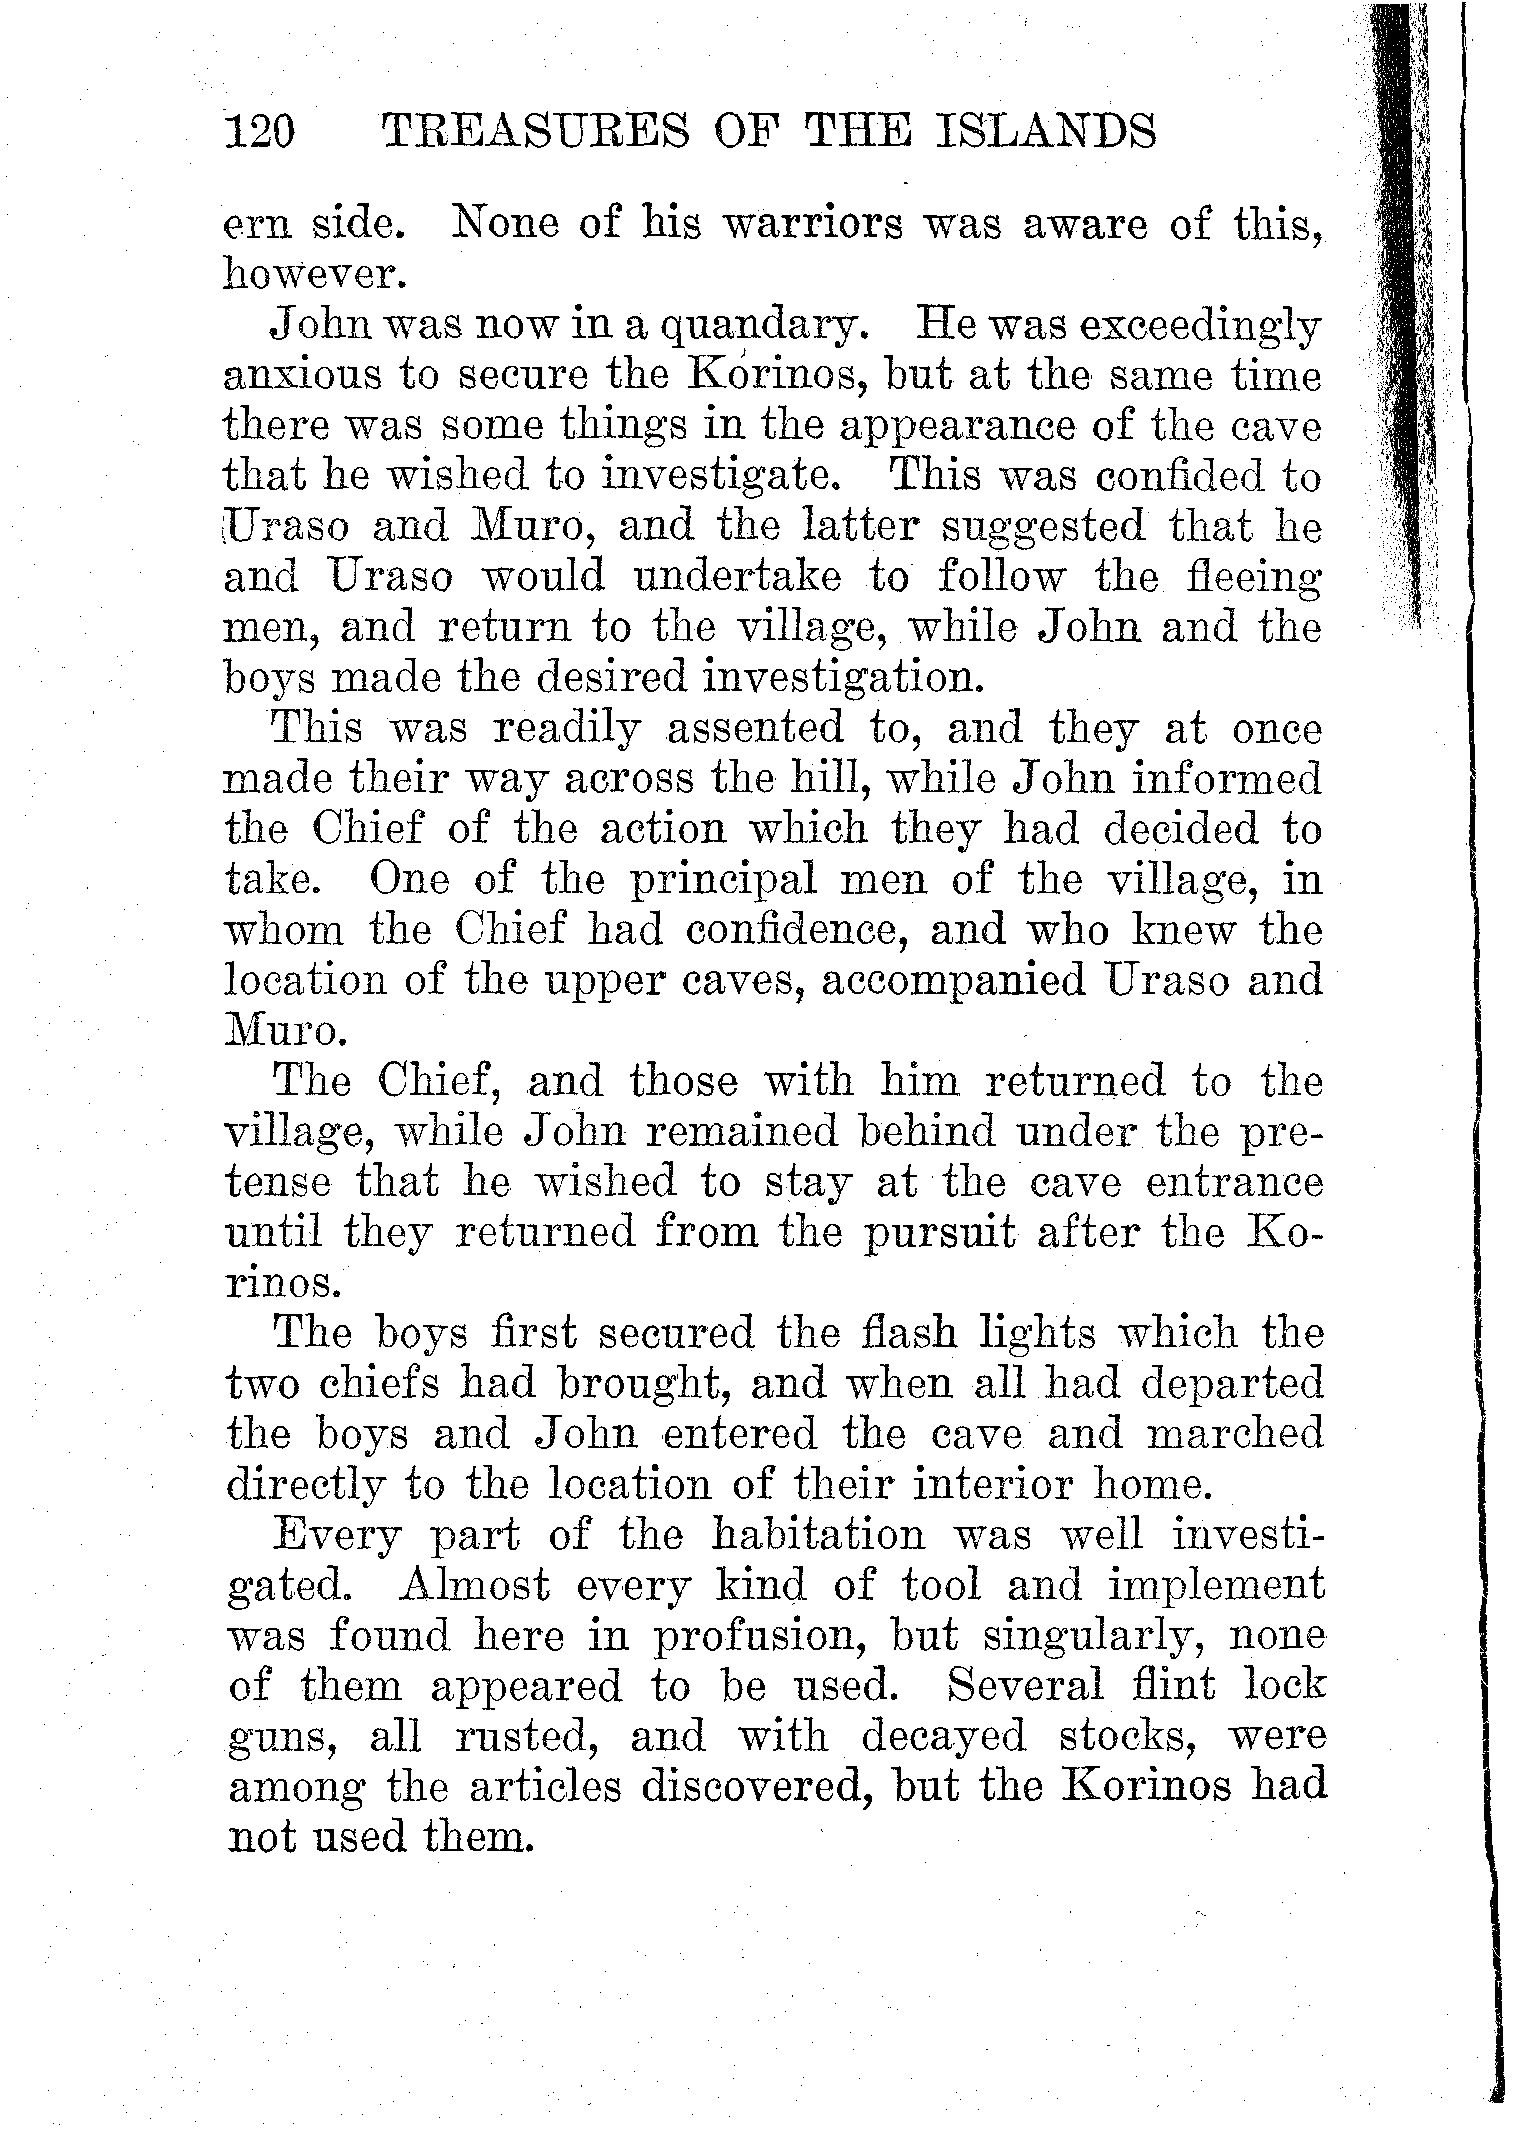 120 TREASURES OF THE ISLANDS
ern side. None of his warriors was aware of this,
however.
John was now in a quandary. He was exceedingly
anxious to secure the Korinos, but at the same time
there was some things in the appearance of the cave
that he wished to investigate. This was confided to
Uraso and Muro, and the latter suggested that he
and Uraso would undertake to follow the fleeing
men, and return to the village, while John and the
boys made the desired investigation.
This was readily assented to, and they at once
made their way across the hill, while John informed
the Chief of the action which they had decided to
take. One of the principal men of the village, in
whom the Chief had confidence, and who knew the
location of the upper caves, accompanied Uraso and
Muro.
The Chief, and those with him returned to the
village, while John remained behind under the pre-
tense that he wished to stay at the cave entrance
until they returned from the pursuit after the Ko-
rinos.
The boys first secured the flash lights which the
two chiefs had brought, and when all had departed
the boys and John entered the cave and marched
directly to the location of their interior home.
Every part of the habitation was well investi-
gated. Almost every kind of tool and implement
was found here in profusion, but singularly, none
of them appeared to be used. Several flint lock
guns, all rusted, and with decayed stocks, were
among the articles discovered, but the Korinos had
not used them.